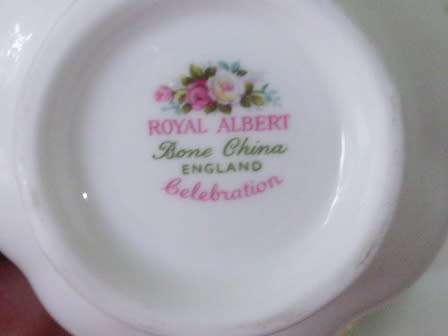 ROYAL ALBERT
Bone China
ENGLAND
Celebration